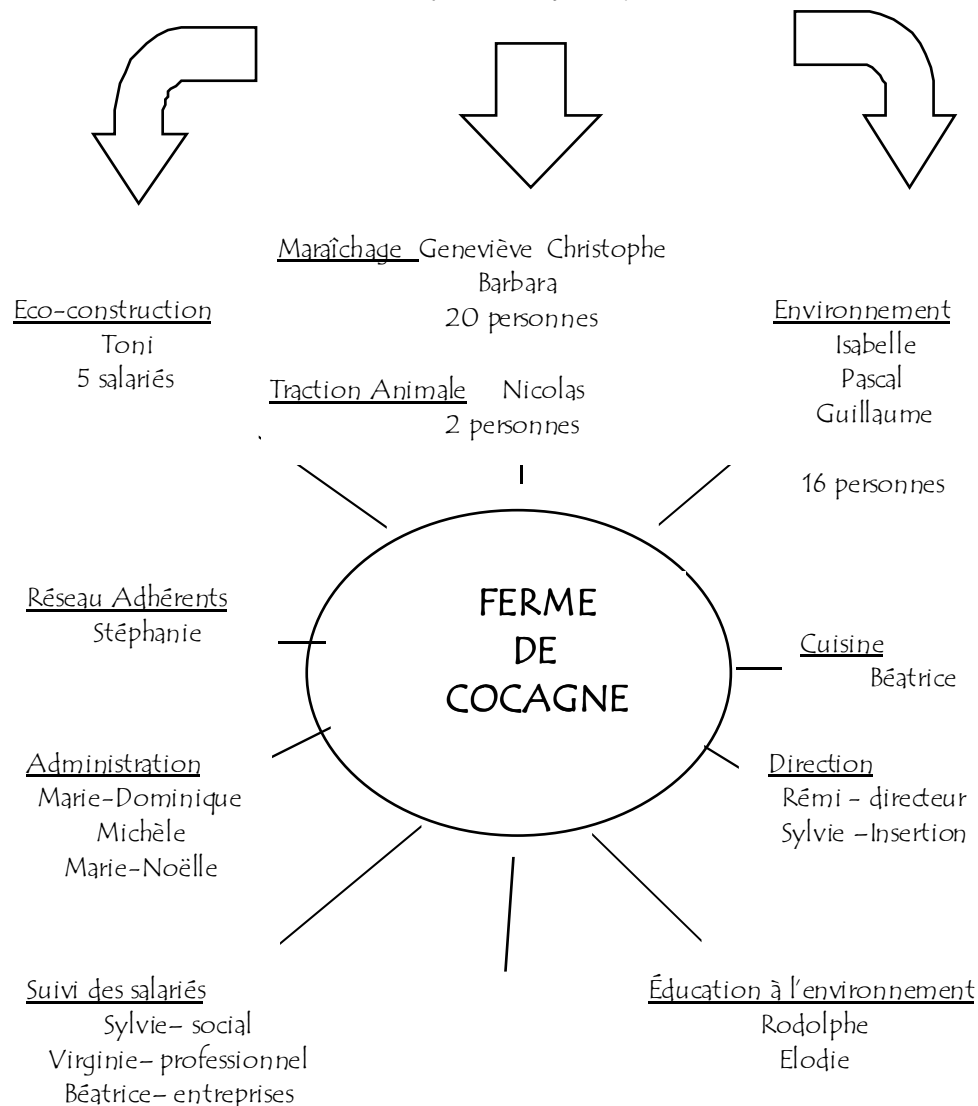 Maraîchage Geneviève Christophe
Barbara
20 personnes
Eco-construction
Toni
5 salariés
Traction Animale Nicolas
2 personnes
Environnement
Isabelle
Pascal
Guillaume
16 personnes
FERME
DE
COCAGNE
Réseau Adhérents
Stéphanie
Cuisine
Béatrice
Administration
Marie-Dominique
Michèle
Marie-Noëlle
Direction
Rémi - directeur
Sylvie –Insertion
Suivi des salariés
Sylvie– social
Virginie– professionnel
Béatrice– entreprises
Éducation à l'environnement
Rodolphe
Elodie